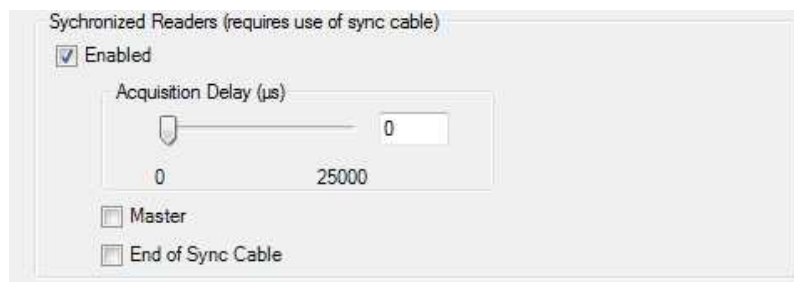 Sychronized Readers (requires use of sync cable)
Enabled
Acquisition Delay (µs)
0
0 25000
Master
End of Sync Cable